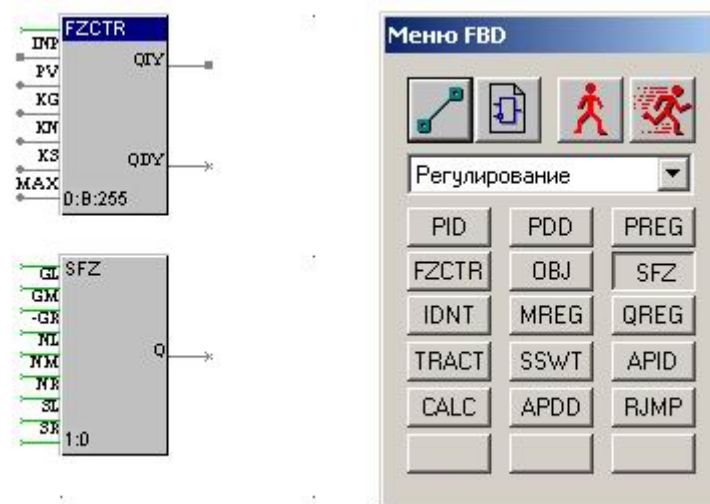 FZCTR
INP
QIY
PV
KG
KN
KS
QDY
MAX
0:B:255
SFZ
GL
GM
-GR
NL
NM
Q
NR
SL
SR
1:0
Меню FBD
Регулирование
PID PDD PREG
FZCTR OBJ SFZ
IDNT MREG QREG
TRACT SSWT APID
CALC APDD RJMP